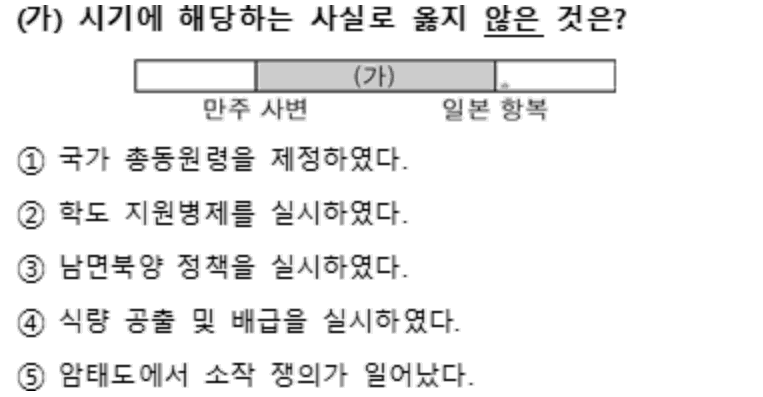 (가) 시기에 해당하는 사실로 옳지 않은 것은?
(가)
만주 사변 일본 항복
① 국가 총동원령을 제정하였다.
② 학도 지원병제를 실시하였다.
③ 남면북양 정책을 실시하였다.
④ 식량 공출 및 배급을 실시하였다.
⑤ 암태도에서 소작 쟁의가 일어났다.